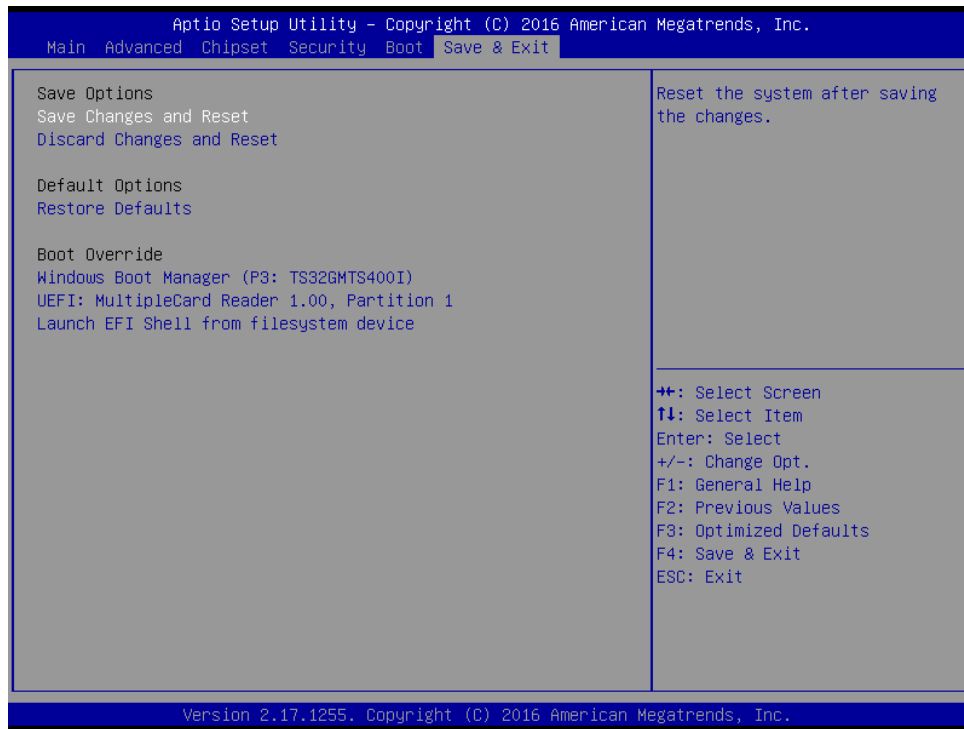 Aptio Setup Utility – Copyright (C) 2016 American Megatrends, Inc.
Main Advanced Chipset Security Boot Save & Exit
Save Options
Save Changes and Reset
Discard Changes and Reset
Default Options
Restore Defaults
Boot Override
Windows Boot Manager (P3: TS32GMTS400I)
UEFI: MultipleCard Reader 1.00, Partition 1
Launch EFI Shell from filesystem device
Reset the system after saving
the changes.
→←: Select Screen
↑↓: Select Item
Enter: Select
+/-: Change Opt.
F1: General Help
F2: Previous Values
F3: Optimized Defaults
F4: Save & Exit
ESC: Exit
Version 2.17.1255. Copyright (C) 2016 American Megatrends, Inc.